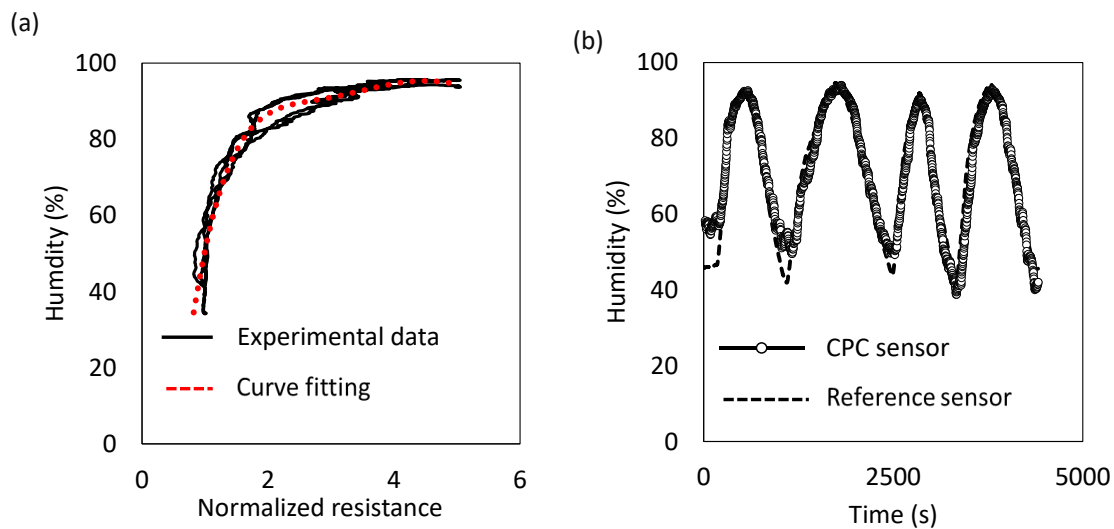 (a)
100
80
60
40
20
0
Humdity (%)
Experimental data
Curve fitting
0 2 4 6
Normalized resistance
(b)
100
80
60
40
20
0
Humidity (%)
CPC sensor
Reference sensor
0 2500 5000
Time (s)